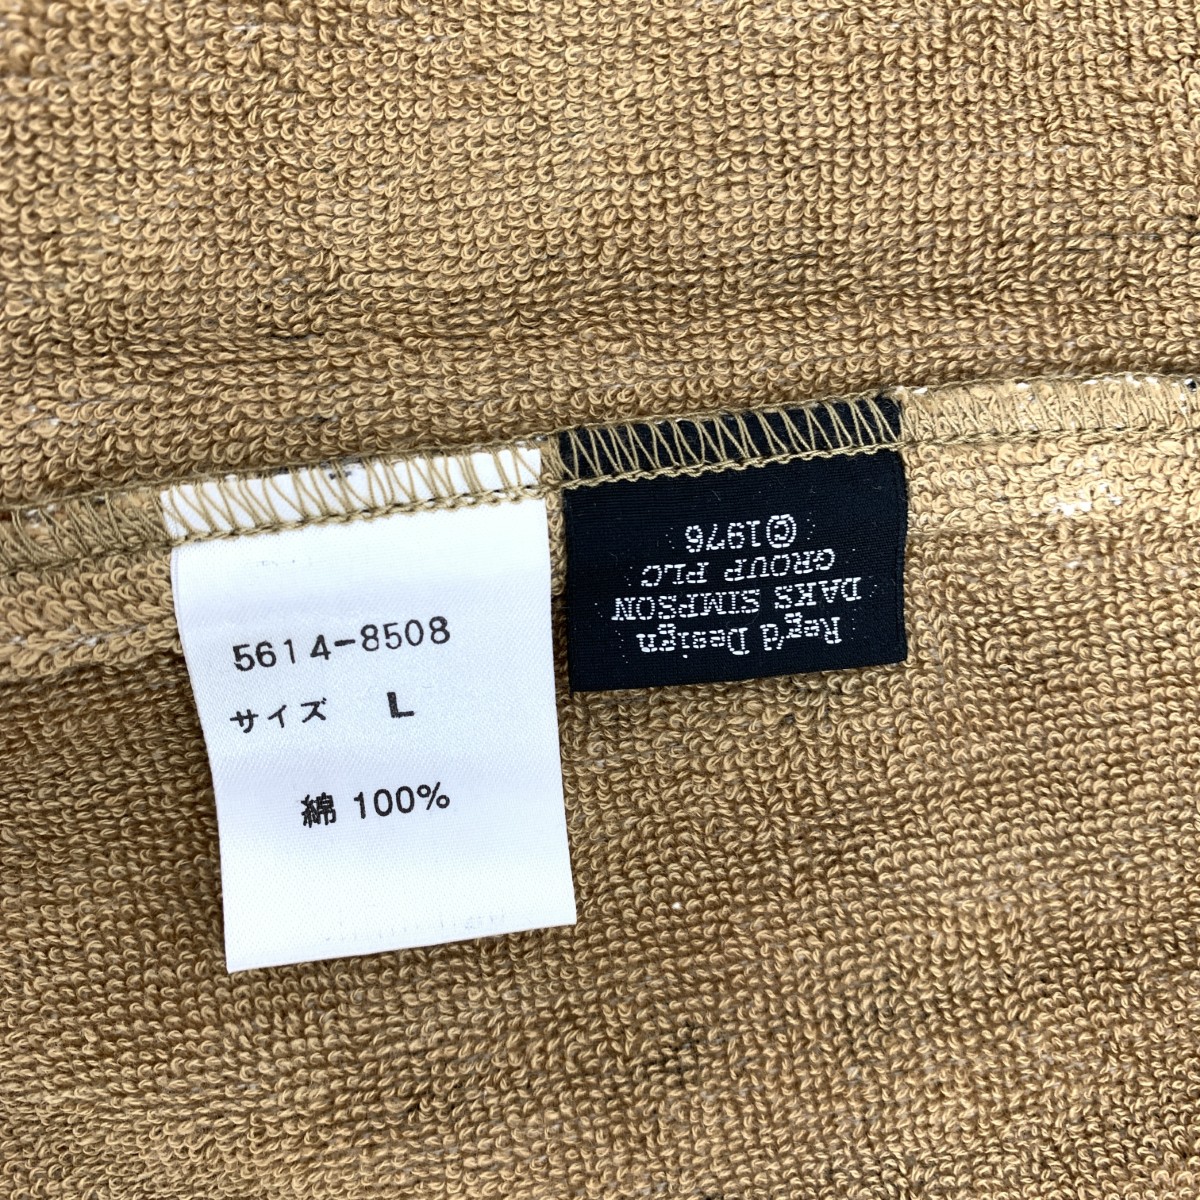 5614-8508
サイズ L
綿 100%
Reg'd Design
DAKS SIMPSON
GROUP PLC
©1976